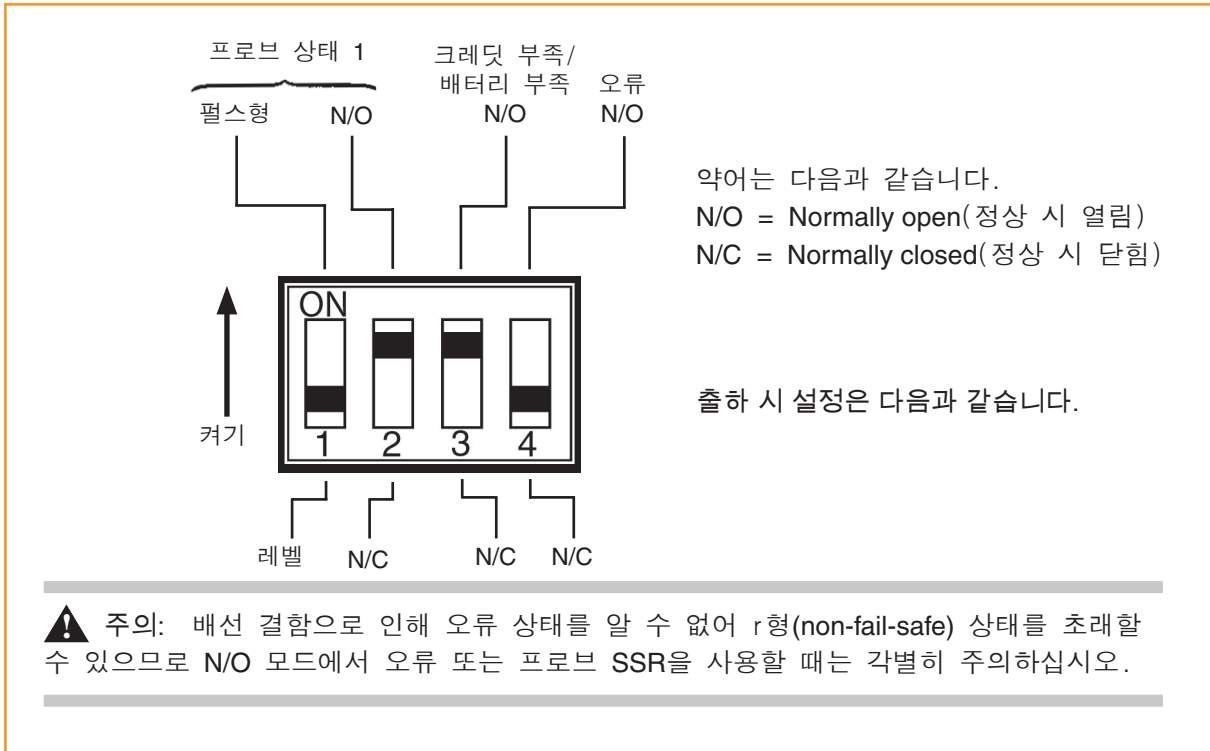 프로브 상태 1
크레딧 부족/
배터리 부족
오류
펄스형
N/O
N/O
N/O
약어는 다음과 같습니다.
N/O = Normally open(정상 시 열림)
N/C = Normally closed(정상 시 닫힘)
ON
1 2 3 4
켜기
출하 시 설정은 다음과 같습니다.
레벨
N/C
N/C
N/C
주의: 배선 결함으로 인해 오류 상태를 알 수 없어 r형(non-fail-safe) 상태를 초래할
수 있으므로 N/O 모드에서 오류 또는 프로브 SSR을 사용할 때는 각별히 주의하십시오.